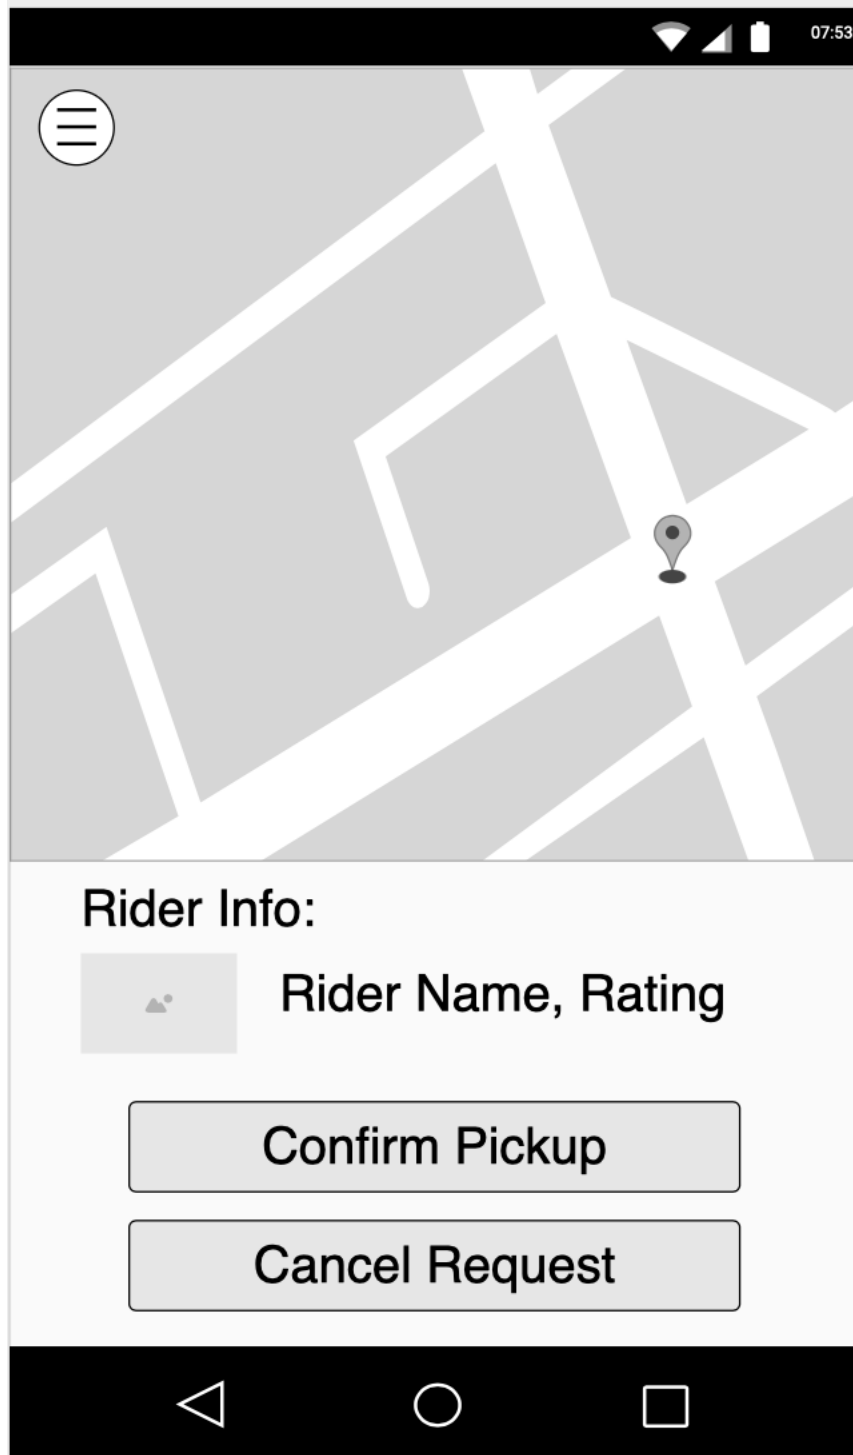 07:53
Rider Info:
Rider Name, Rating
Confirm Pickup
Cancel Request